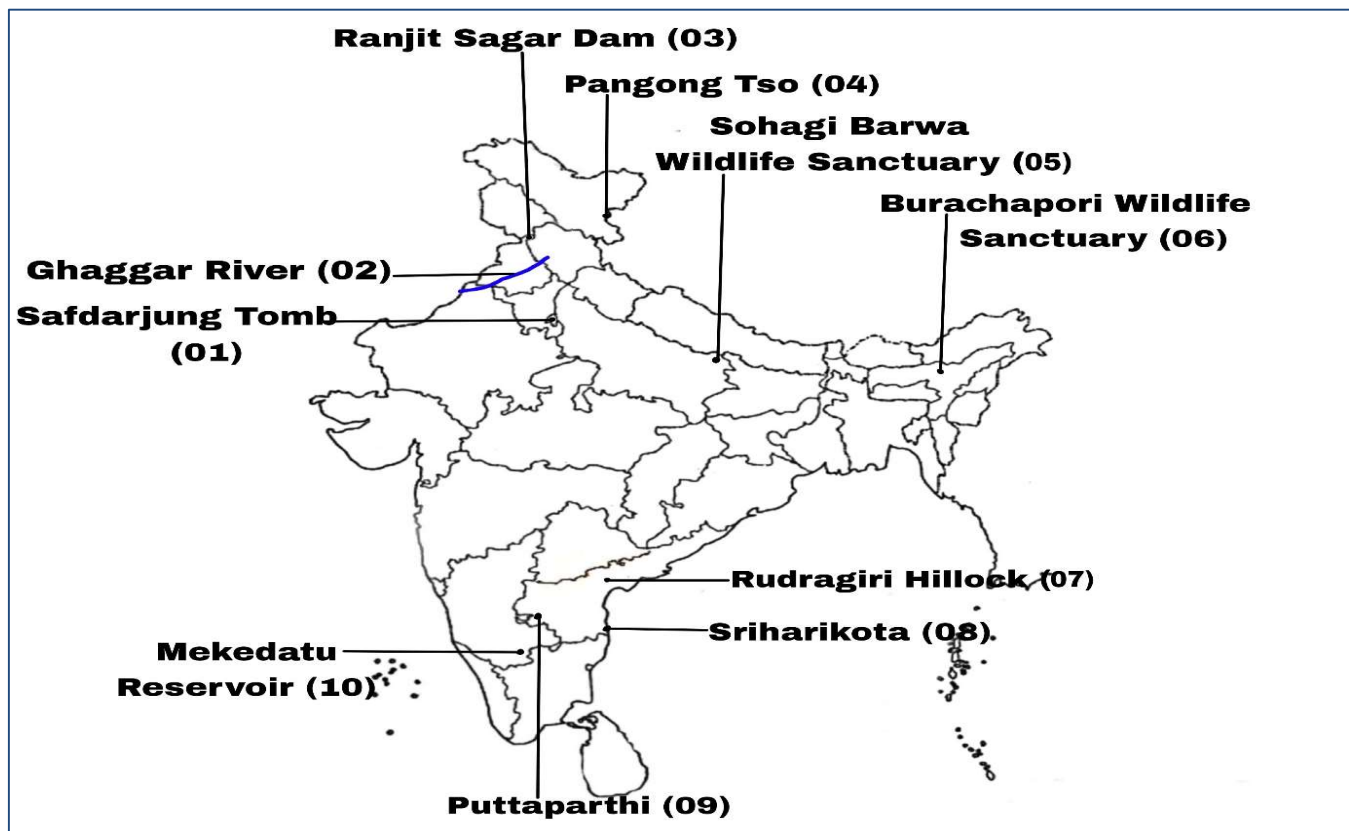 Ranjit Sagar Dam (03)
Pangong Tso (04)
Sohagi Barwa
Wildlife Sanctuary (05)
Burachapori Wildlife
Sanctuary (06)
Ghaggar River (02)
Safdarjung Tomb
(01)
Rudragiri Hillock (07)
Sriharikota (08)
Mekedatu
Reservoir (10)
Puttaparthi (09)